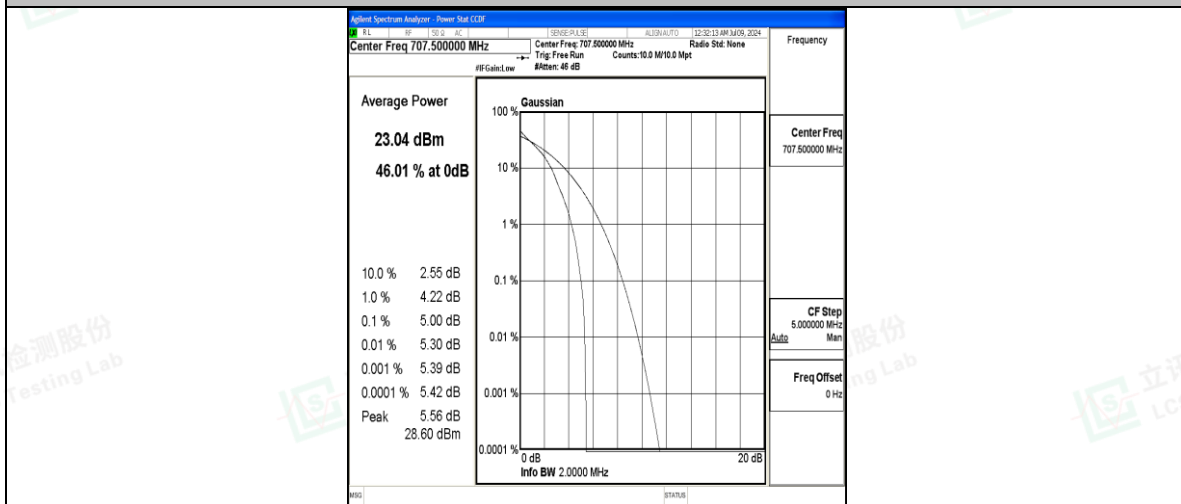 Agilent Spectrum Analyzer - Power Stat CCDF
RL RF 50 Ω AC SENSE:PULSE ALIGN AUTO 12:32:13 AM Jul 09, 2024
Center Freq 707.500000 MHz
Center Freq: 707.500000 MHz Radio Std: None
Trig: Free Run Counts:10.0 M/10.0 Mpt
#IFGain:Low #Atten: 46 dB
Average Power
23.04 dBm
46.01 % at 0dB
10.0 % 2.55 dB
1.0 % 4.22 dB
0.1 % 5.00 dB
0.01 % 5.30 dB
0.001 % 5.39 dB
0.0001 % 5.42 dB
Peak 5.56 dB
28.60 dBm
Gaussian
100 %
10 %
1 %
0.1 %
0.01 %
0.001 %
0.0001 %
0 dB 20 dB
Info BW 2.0000 MHz
Frequency
Center Freq
707.500000 MHz
CF Step
5.000000 MHz
Auto Man
Freq Offset
0 Hz
MSG STATUS
检测股份
Testing Lab
股份
ng Lab
立讯
LCS